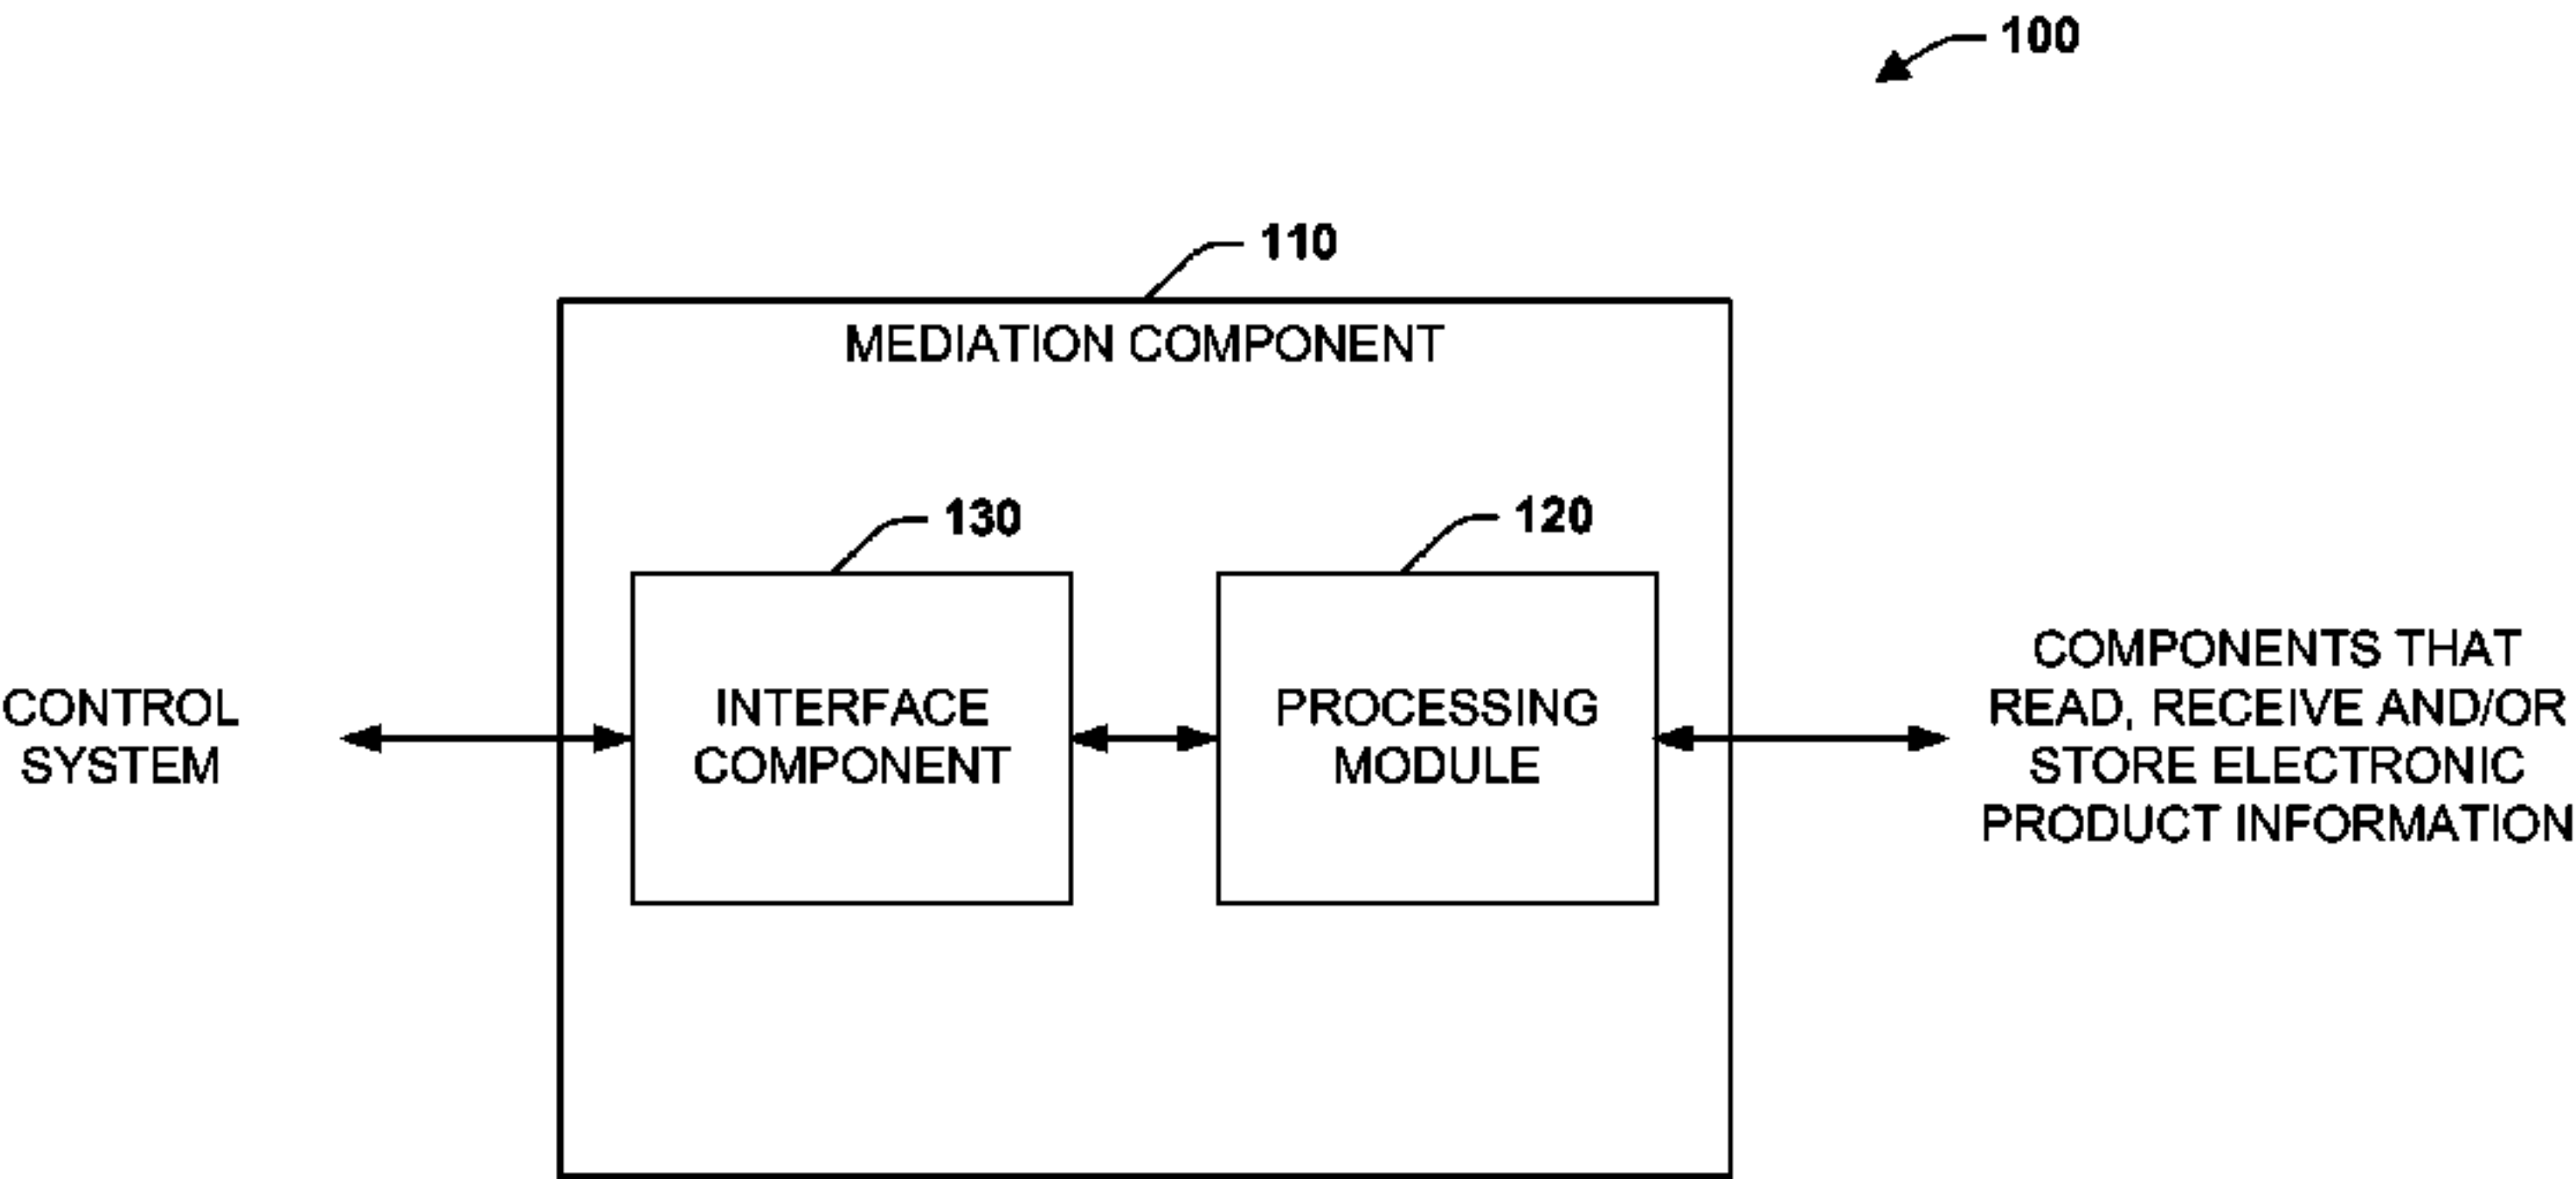 100
110
MEDIATION COMPONENT
130
120
CONTROL
SYSTEM
INTERFACE
COMPONENT
PROCESSING
MODULE
COMPONENTS THAT
READ, RECEIVE AND/OR
STORE ELECTRONIC
PRODUCT INFORMATION